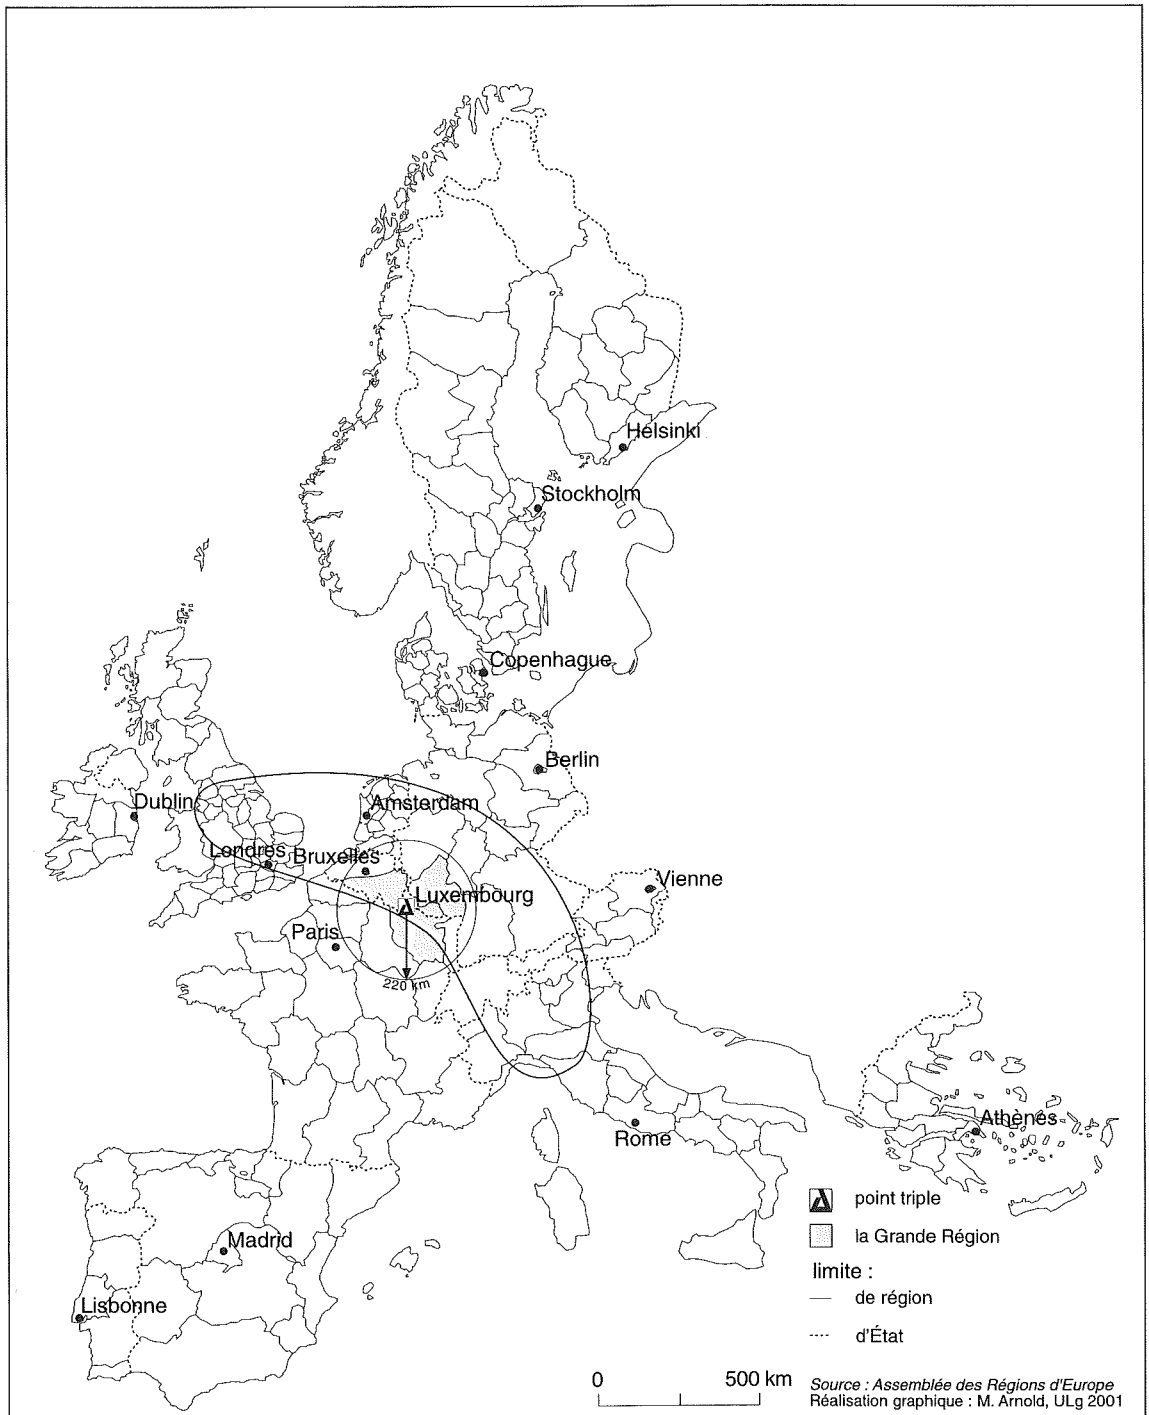 Helsinki
Stockholm
Copenhague
Berlin
Dublin
Amsterdam
Londres
Bruxelles
Vienne
Luxembourg
Paris
220 km
Athènes
Rome
point triple
la Grande Région
Madrid
limite :
de région
Lisbonne
d'État
0 500 km
Source : Assemblée des Régions d'Europe
Réalisation graphique : M. Arnold, ULg 2001